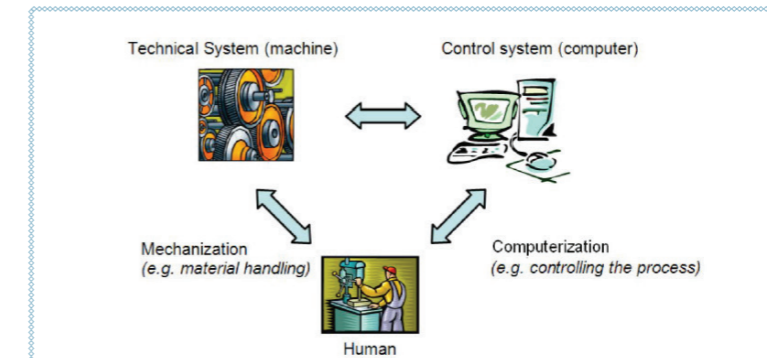 Technical System (machine)
Control system (computer)
Mechanization
(e.g. material handling)
Computerization
(e.g. controlling the process)
Human